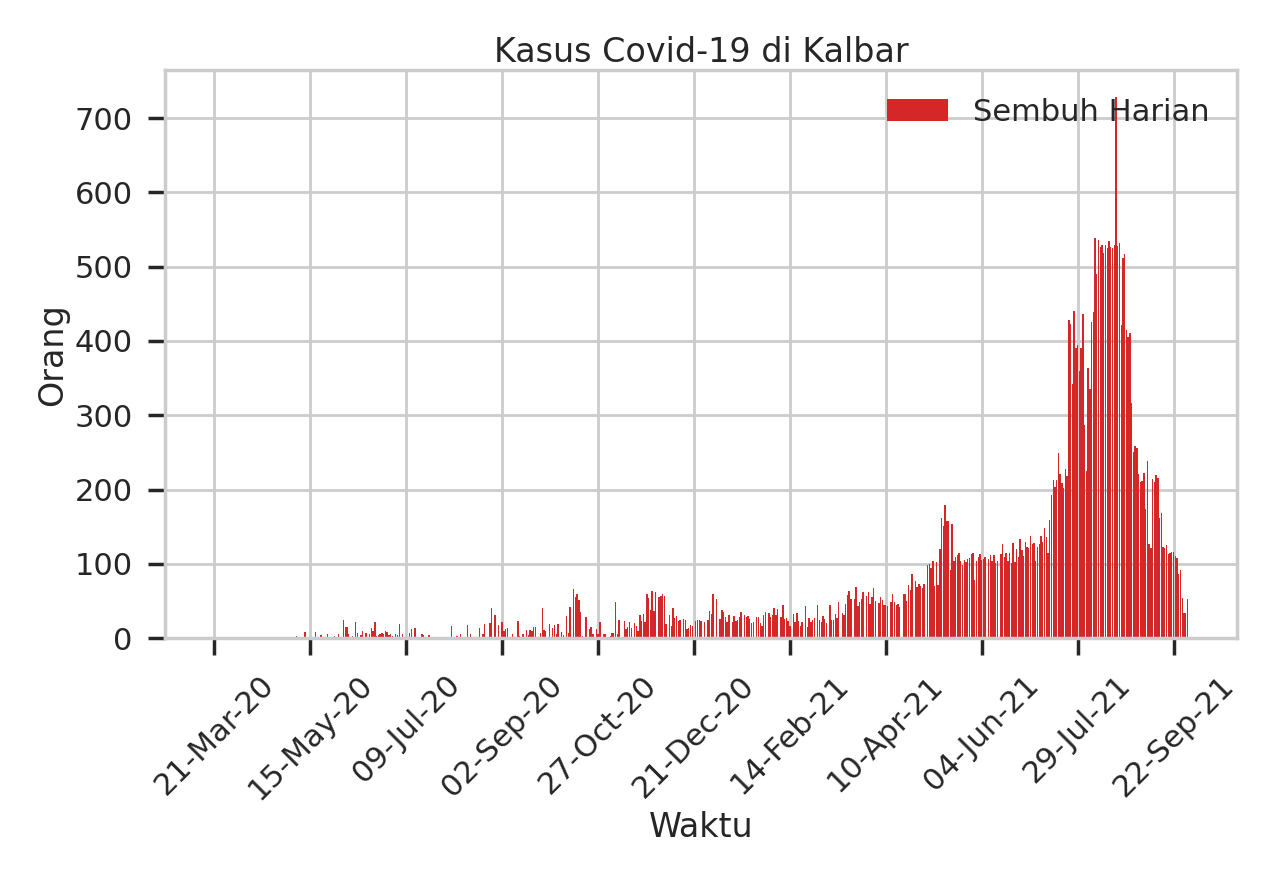 Kasus Covid-19 di Kalbar
Sembuh Harian
700
600
500
400
300
200
100
0
Orang
21-Mar-20
15-May-20
09-Jul-20
02-Sep-20
27-Oct-20
21-Dec-20
14-Feb-21
10-Apr-21
04-Jun-21
29-Jul-21
22-Sep-21
Waktu